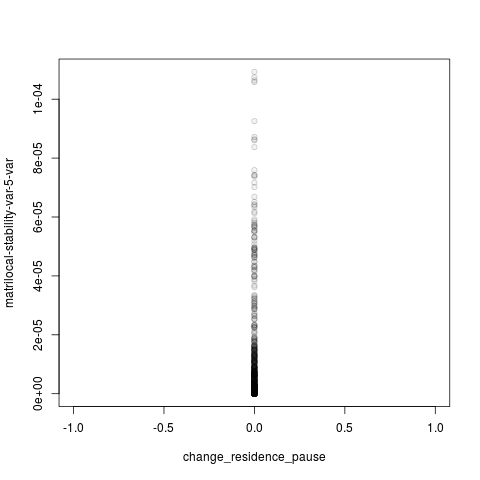 1e-04
8e-05
6e-05
4e-05
2e-05
0e+00
matrilocal-stability-var-5-var
-1.0 -0.5 0.0 0.5 1.0
change_residence_pause